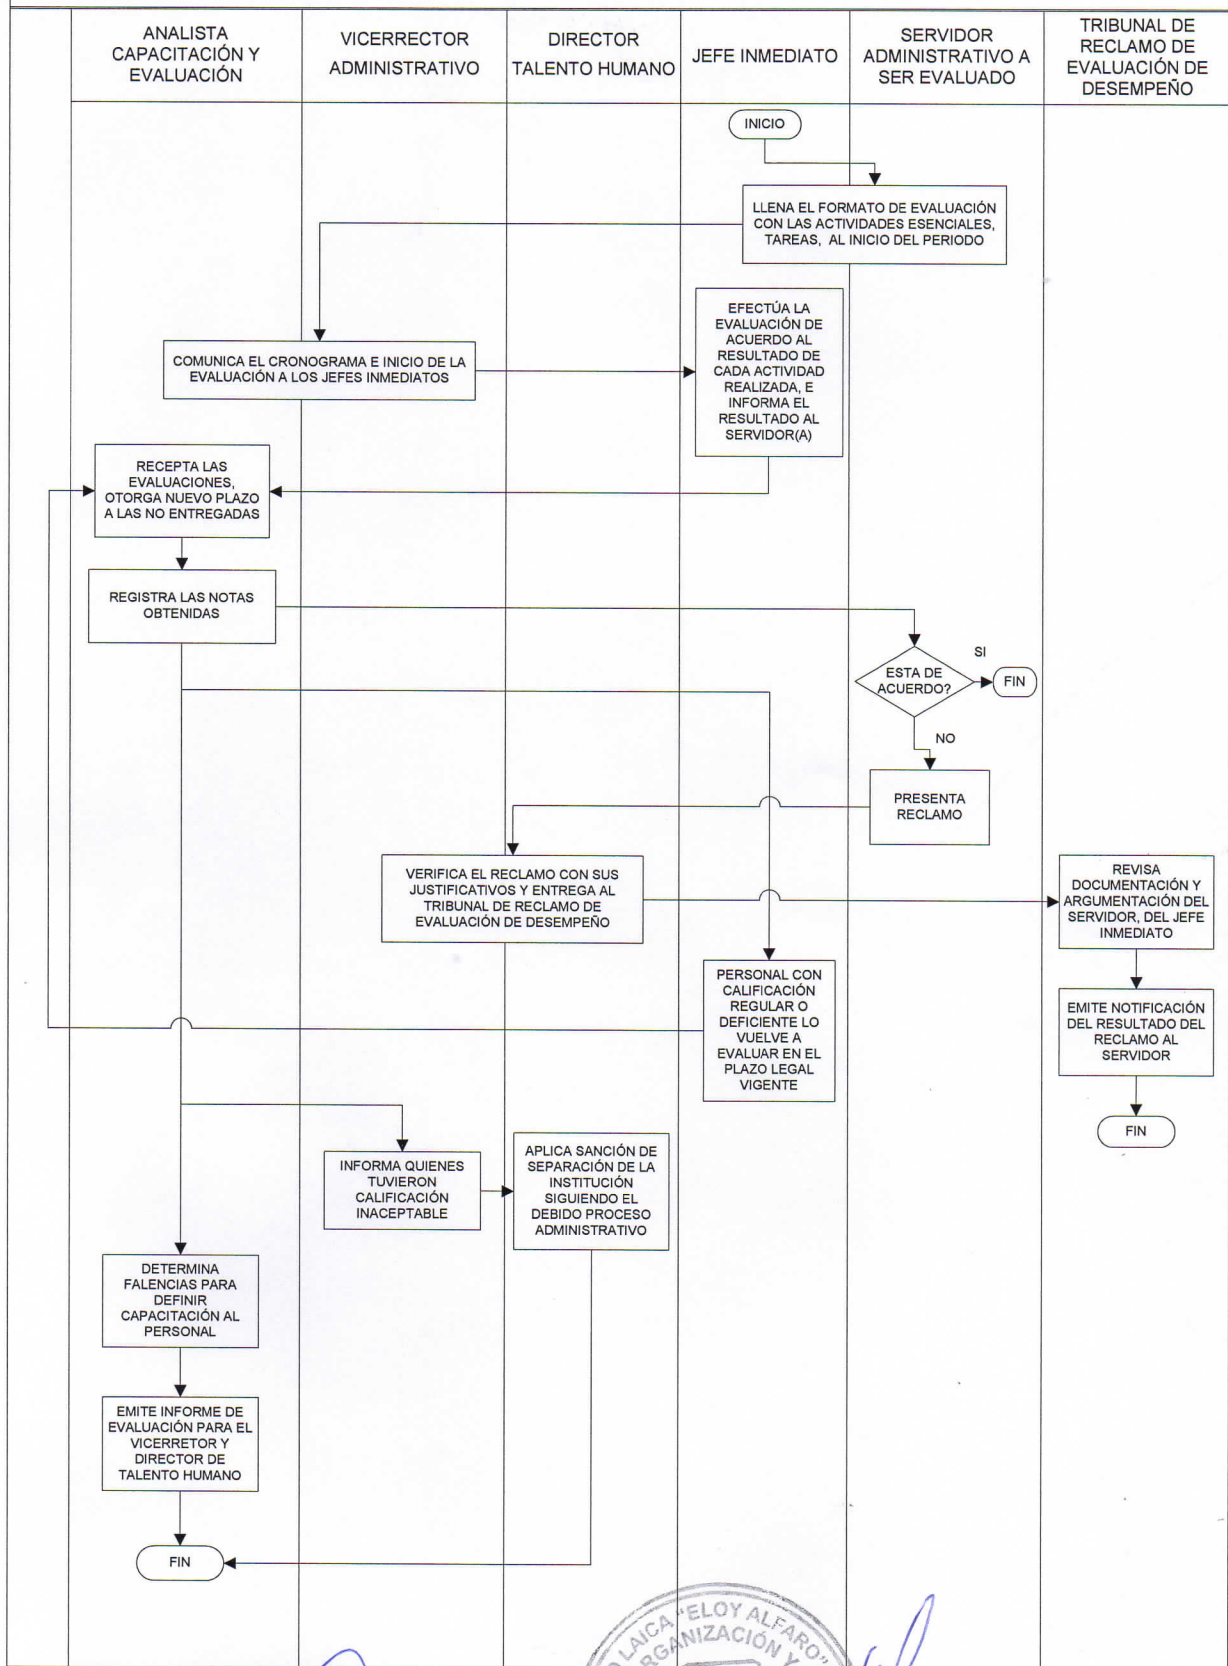 ANALISTA
CAPACITACIÓN Y
EVALUACIÓN
VICERRECTOR
ADMINISTRATIVO
DIRECTOR
TALENTO HUMANO
JEFE INMEDIATO
SERVIDOR
ADMINISTRATIVO A
SER EVALUADO
TRIBUNAL DE
RECLAMO DE
EVALUACIÓN DE
DESEMPEÑO
INICIO
LLENA EL FORMATO DE EVALUACIÓN
CON LAS ACTIVIDADES ESENCIALES,
TAREAS, AL INICIO DEL PERIODO
COMUNICA EL CRONOGRAMA E INICIO DE LA
EVALUACIÓN A LOS JEFES INMEDIATOS
EFECTÚA LA
EVALUACIÓN DE
ACUERDO AL
RESULTADO DE
CADA ACTIVIDAD
REALIZADA, E
INFORMA EL
RESULTADO AL
SERVIDOR(A)
RECEPTA LAS
EVALUACIONES,
OTORGA NUEVO PLAZO
A LAS NO ENTREGADAS
REGISTRA LAS NOTAS
OBTENIDAS
ESTA DE
ACUERDO?
SI
FIN
NO
PRESENTA
RECLAMO
VERIFICA EL RECLAMO CON SUS
JUSTIFICATIVOS Y ENTREGA AL
TRIBUNAL DE RECLAMO DE
EVALUACIÓN DE DESEMPEÑO
REVISA
DOCUMENTACIÓN Y
ARGUMENTACIÓN DEL
SERVIDOR, DEL JEFE
INMEDIATO
PERSONAL CON
CALIFICACIÓN
REGULAR O
DEFICIENTE LO
VUELVE A
EVALUAR EN EL
PLAZO LEGAL
VIGENTE
EMITE NOTIFICACIÓN
DEL RESULTADO DEL
RECLAMO AL
SERVIDOR
FIN
INFORMA QUIENES
TUVIERON
CALIFICACIÓN
INACEPTABLE
APLICA SANCIÓN DE
SEPARACIÓN DE LA
INSTITUCIÓN
SIGUIENDO EL
DEBIDO PROCESO
ADMINISTRATIVO
DETERMINA
FALENCIAS PARA
DEFINIR
CAPACITACIÓN AL
PERSONAL
EMITE INFORME DE
EVALUACIÓN PARA EL
VICERRETOR Y
DIRECTOR DE
TALENTO HUMANO
FIN
LAICA "ELOY ALFARO"
ORGANIZACIÓN Y